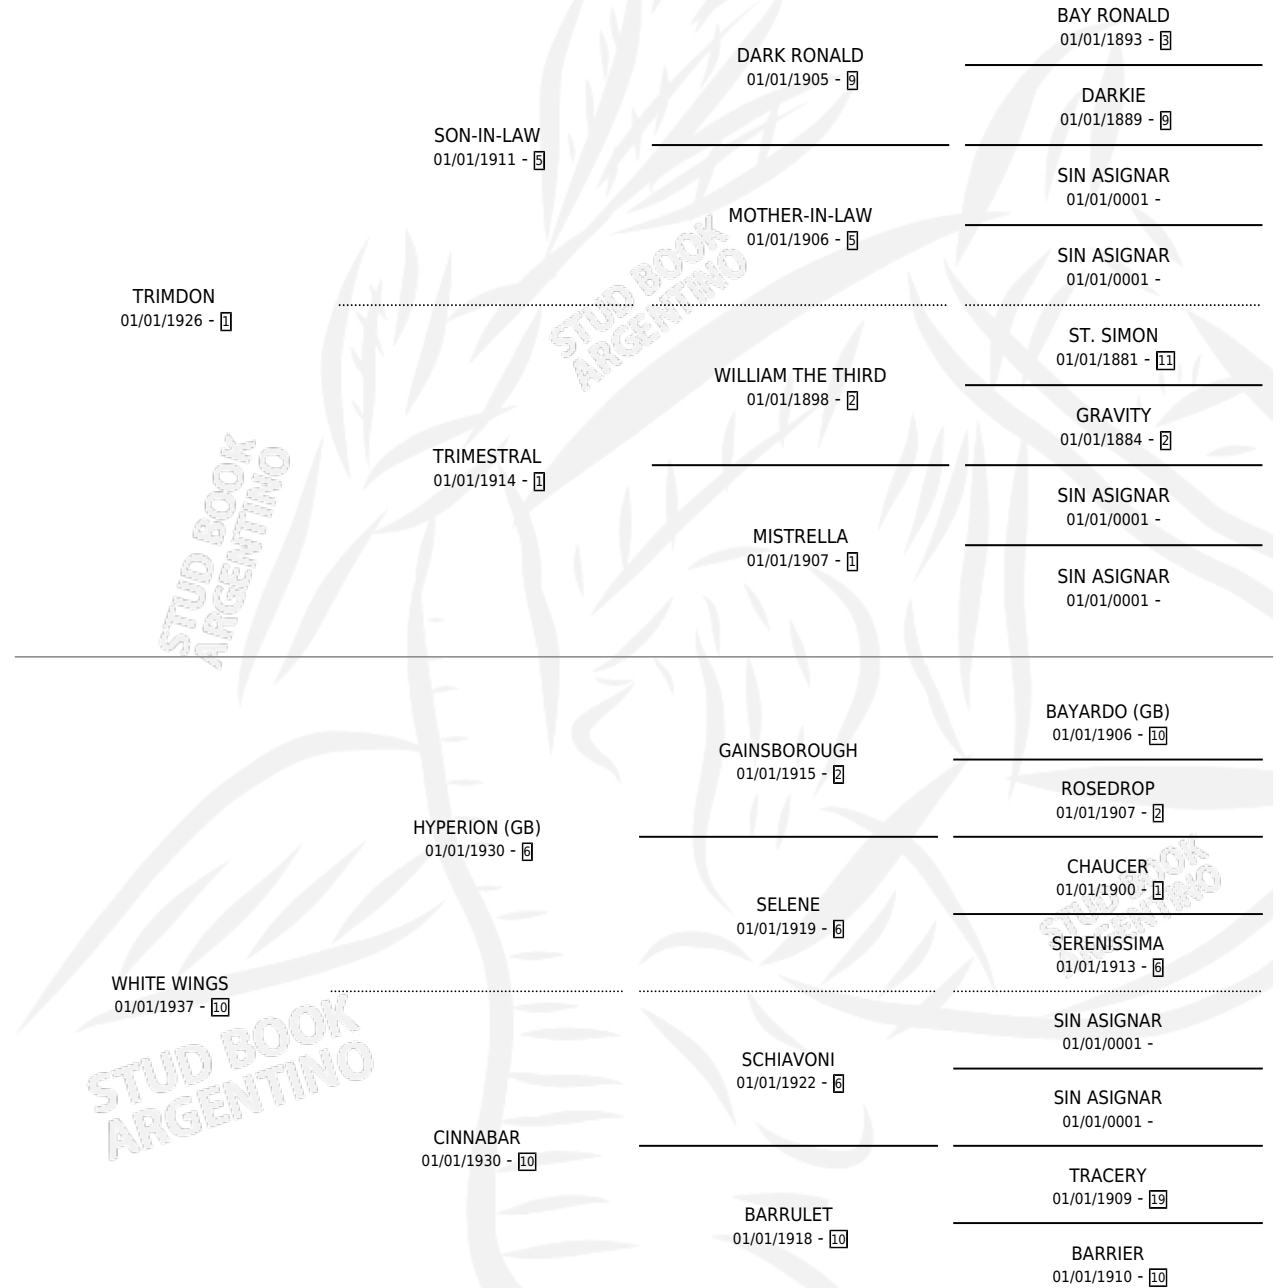 BAY RONALD
01/01/1893 - 3
DARK RONALD
01/01/1905 - 9
DARKIE
01/01/1889 - 9
SON-IN-LAW
01/01/1911 - 5
SIN ASIGNAR
01/01/0001 -
MOTHER-IN-LAW
01/01/1906 - 5
SIN ASIGNAR
01/01/0001 -
TRIMDON
01/01/1926 - 1
ST. SIMON
01/01/1881 - 11
WILLIAM THE THIRD
01/01/1898 - 2
GRAVITY
01/01/1884 - 2
TRIMESTRAL
01/01/1914 - 1
SIN ASIGNAR
01/01/0001 -
MISTRELLA
01/01/1907 - 1
SIN ASIGNAR
01/01/0001 -
BAYARDO (GB)
01/01/1906 - 10
GAINSBOROUGH
01/01/1915 - 2
ROSEDROP
01/01/1907 - 2
HYPERION (GB)
01/01/1930 - 6
CHAUCER
01/01/1900 - 1
SELENE
01/01/1919 - 6
SERENISSIMA
01/01/1913 - 6
WHITE WINGS
01/01/1937 - 10
SIN ASIGNAR
01/01/0001 -
SCHIAVONI
01/01/1922 - 6
SIN ASIGNAR
01/01/0001 -
CINNABAR
01/01/1930 - 10
TRACERY
01/01/1909 - 19
BARRULET
01/01/1918 - 10
BARRIER
01/01/1910 - 10
STUD BOOK
ARGENTINO
STUD BOOK
ARGENTINO
STUD BOOK
ARGENTINO
STUD BOOK
ARGENTINO